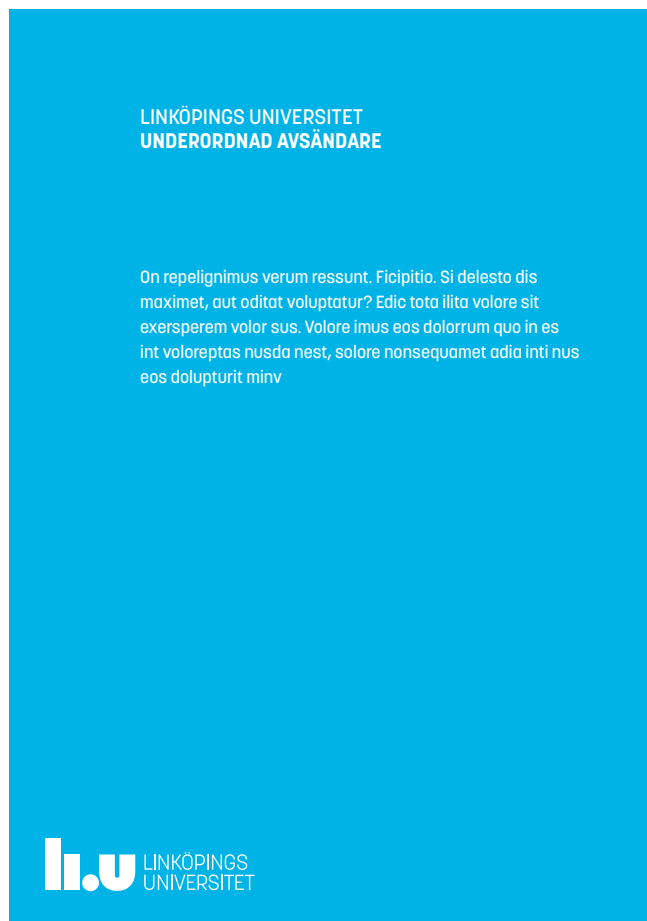 LINKÖPINGS UNIVERSITET
UNDERORDNAD AVSÄNDARE
On repelignimus verum ressunt. Ficipitio. Si delesto dis
maximet, aut oditat voluptatur? Edic tota ilita volore sit
exersperem volor sus. Volore imus eos dolorrum quo in es
int voloreptas nusda nest, solore nonsequamet adia inti nus
eos dolupturit minv
li.u LINKÖPINGS
UNIVERSITET